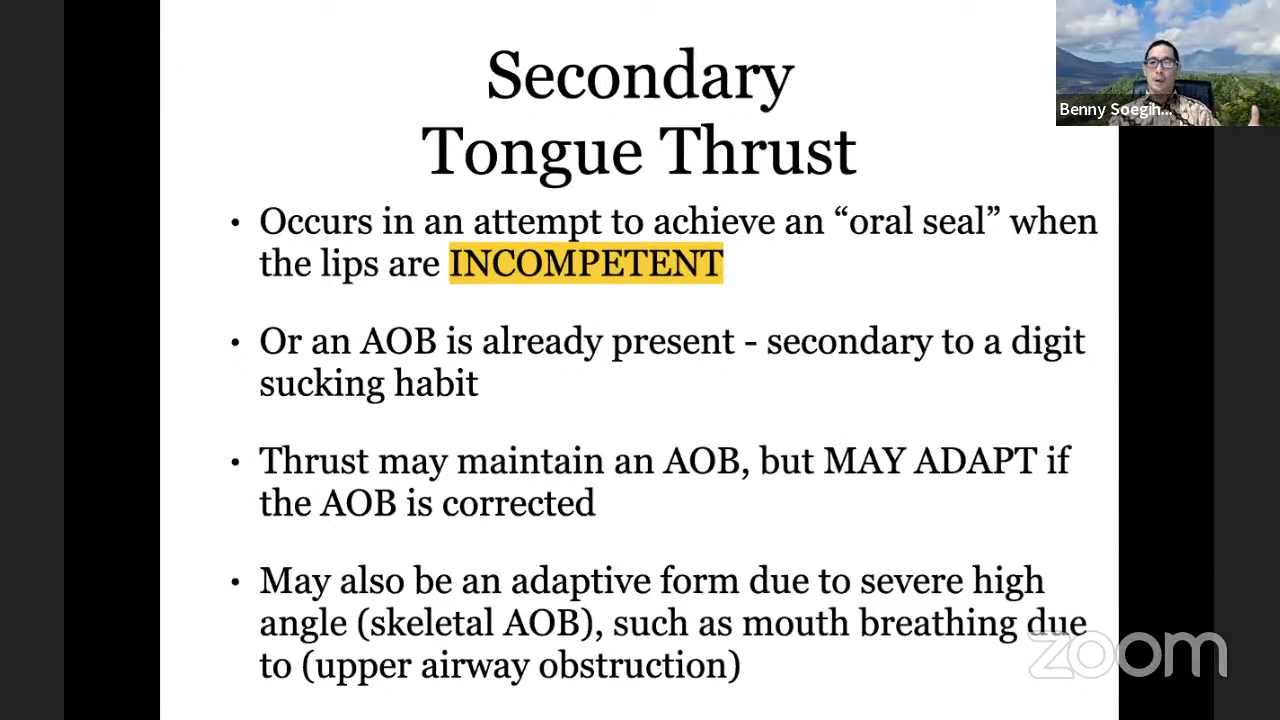 Secondary
Tongue Thrust
Benny Soegih...
• Occurs in an attempt to achieve an “oral seal” when
the lips are INCOMPETENT
• Or an AOB is already present - secondary to a digit
sucking habit
• Thrust may maintain an AOB, but MAY ADAPT if
the AOB is corrected
• May also be an adaptive form due to severe high
angle (skeletal AOB), such as mouth breathing due
to (upper airway obstruction)
zoom